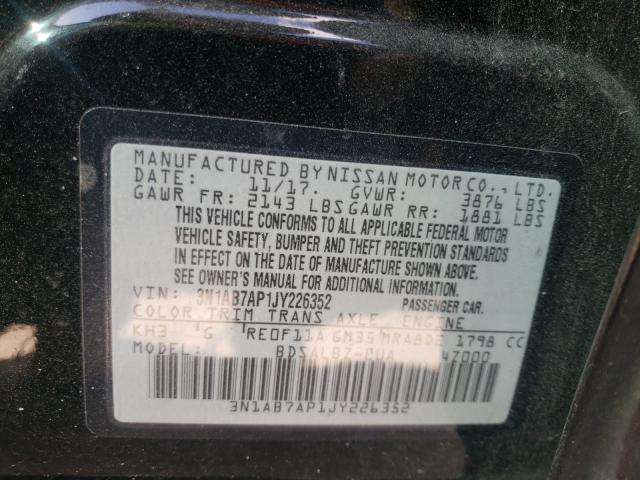 MANUFACTURED BY NISSAN MOTOR CO., LTD.
DATE: 11/17. GVWR: 3876 LBS
GAWR FR: 2143 LBS GAWR RR: 1881 LBS
THIS VEHICLE CONFORMS TO ALL APPLICABLE FEDERAL MOTOR
VEHICLE SAFETY, BUMPER AND THEFT PREVENTION STANDARDS
IN EFFECT ON THE DATE OF MANUFACTURE SHOWN ABOVE.
SEE OWNER'S MANUAL FOR ADDITIONAL INFORMATION.
VIN: 3N1AB7AP1JY226352 PASSENGER CAR.
COLOR TRIM TRANS AXLE ENGINE
KH3 G RE0F11A GM35 MRA8DE 1798 CC
MODEL: BDSALBZ-EUA 4Z000
3N1AB7AP1JY226352